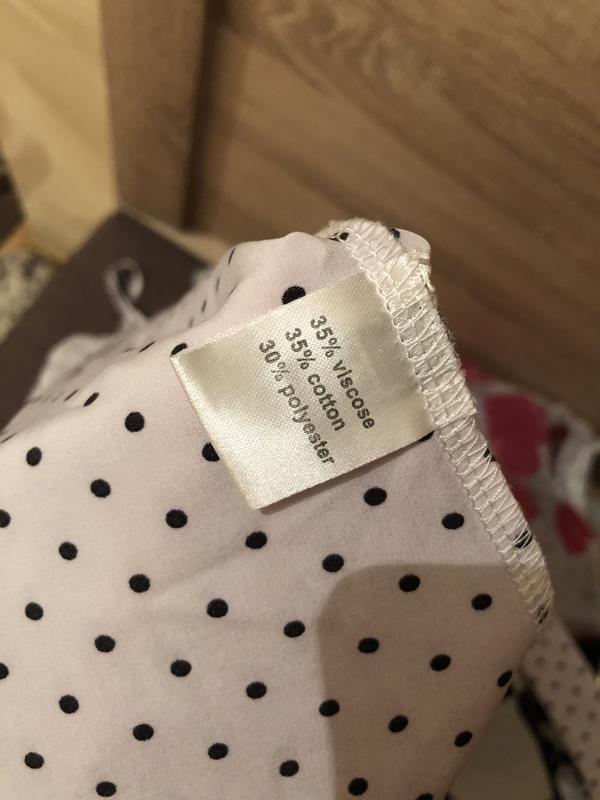 35% viscose
35% cotton
30% polyester